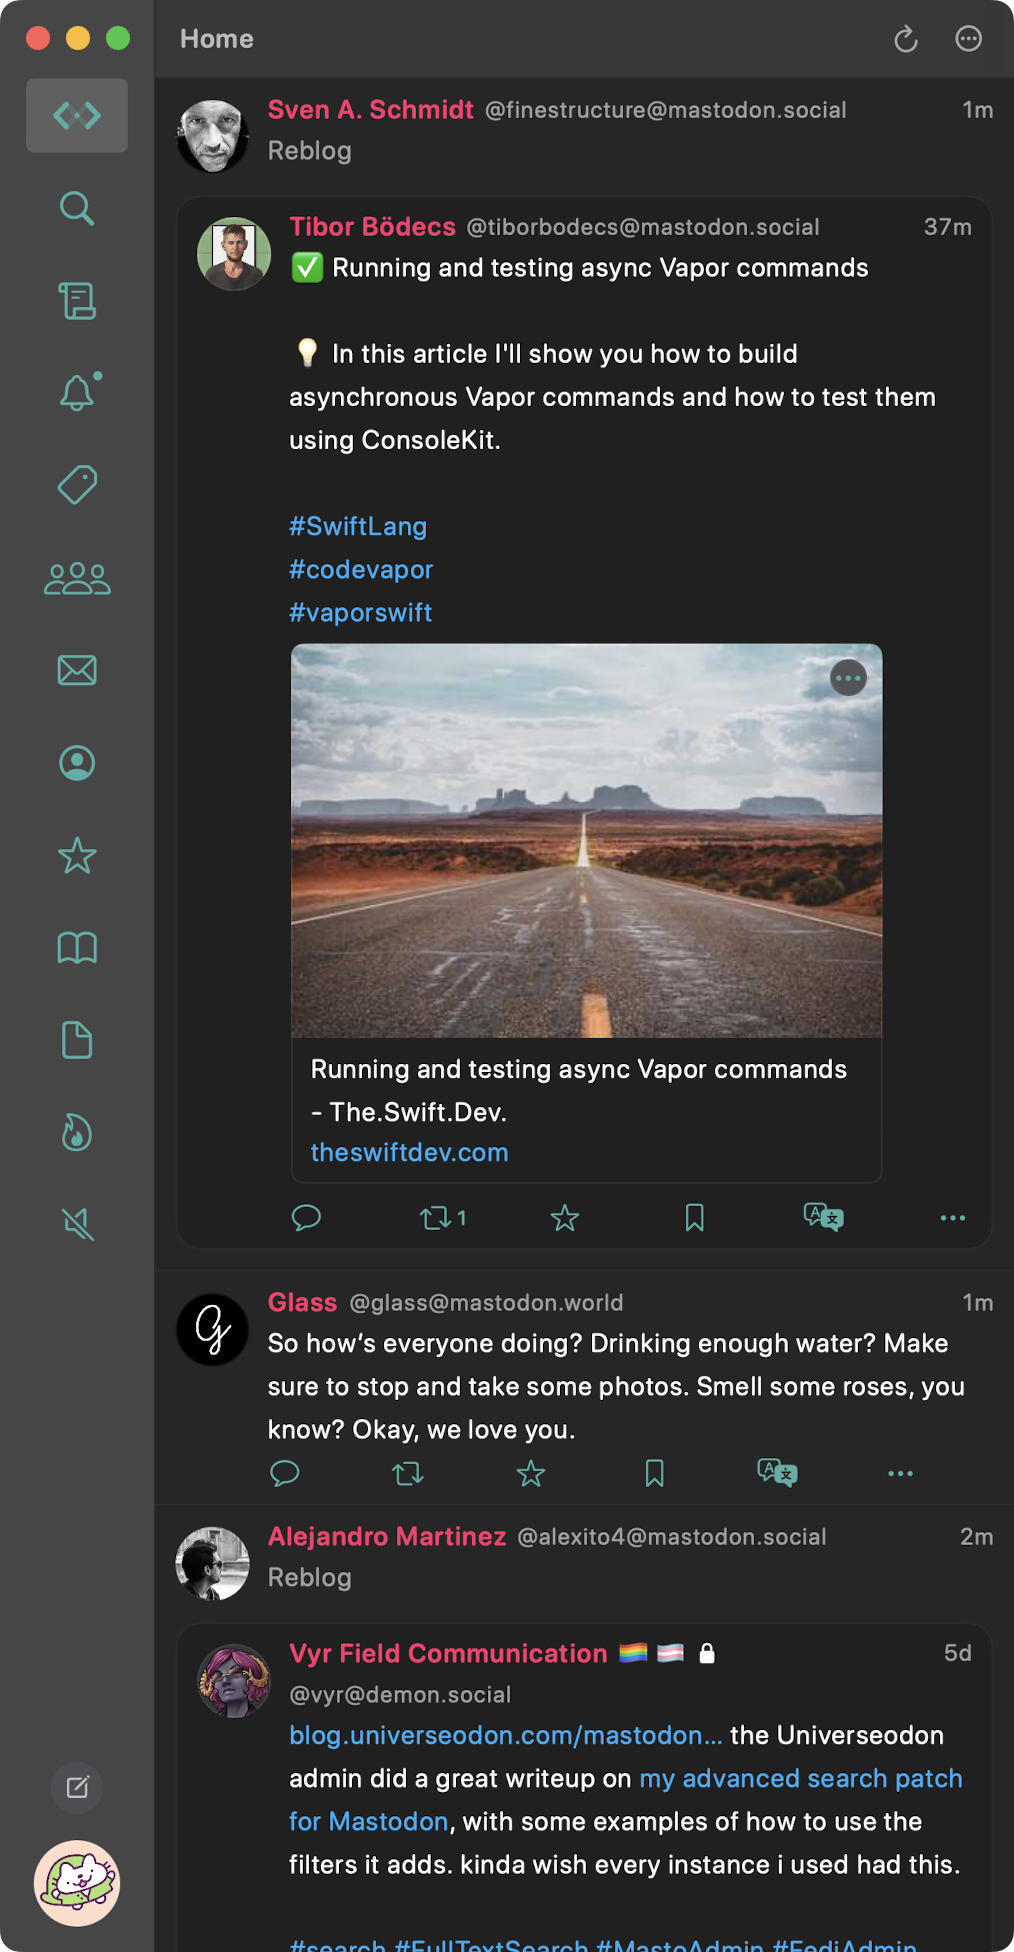 Home
Sven A. Schmidt @finestructure@mastodon.social 1m
Reblog
Tibor Bödecs @tiborbodecs@mastodon.social 37m
✅ Running and testing async Vapor commands
💡 In this article I'll show you how to build
asynchronous Vapor commands and how to test them
using ConsoleKit.
#SwiftLang
#codevapor
#vaporswift
Running and testing async Vapor commands
- The.Swift.Dev.
theswiftdev.com
1
Glass @glass@mastodon.world 1m
So how’s everyone doing? Drinking enough water? Make
sure to stop and take some photos. Smell some roses, you
know? Okay, we love you.
Alejandro Martinez @alexito4@mastodon.social 2m
Reblog
Vyr Field Communication 🏳️‍🌈 🏳️‍⚧️ 🔒 5d
@vyr@demon.social
blog.universeodon.com/mastodon... the Universeodon
admin did a great writeup on my advanced search patch
for Mastodon, with some examples of how to use the
filters it adds. kinda wish every instance i used had this.
#search #FullTextSearch #MastoAdmin #FediAdmin